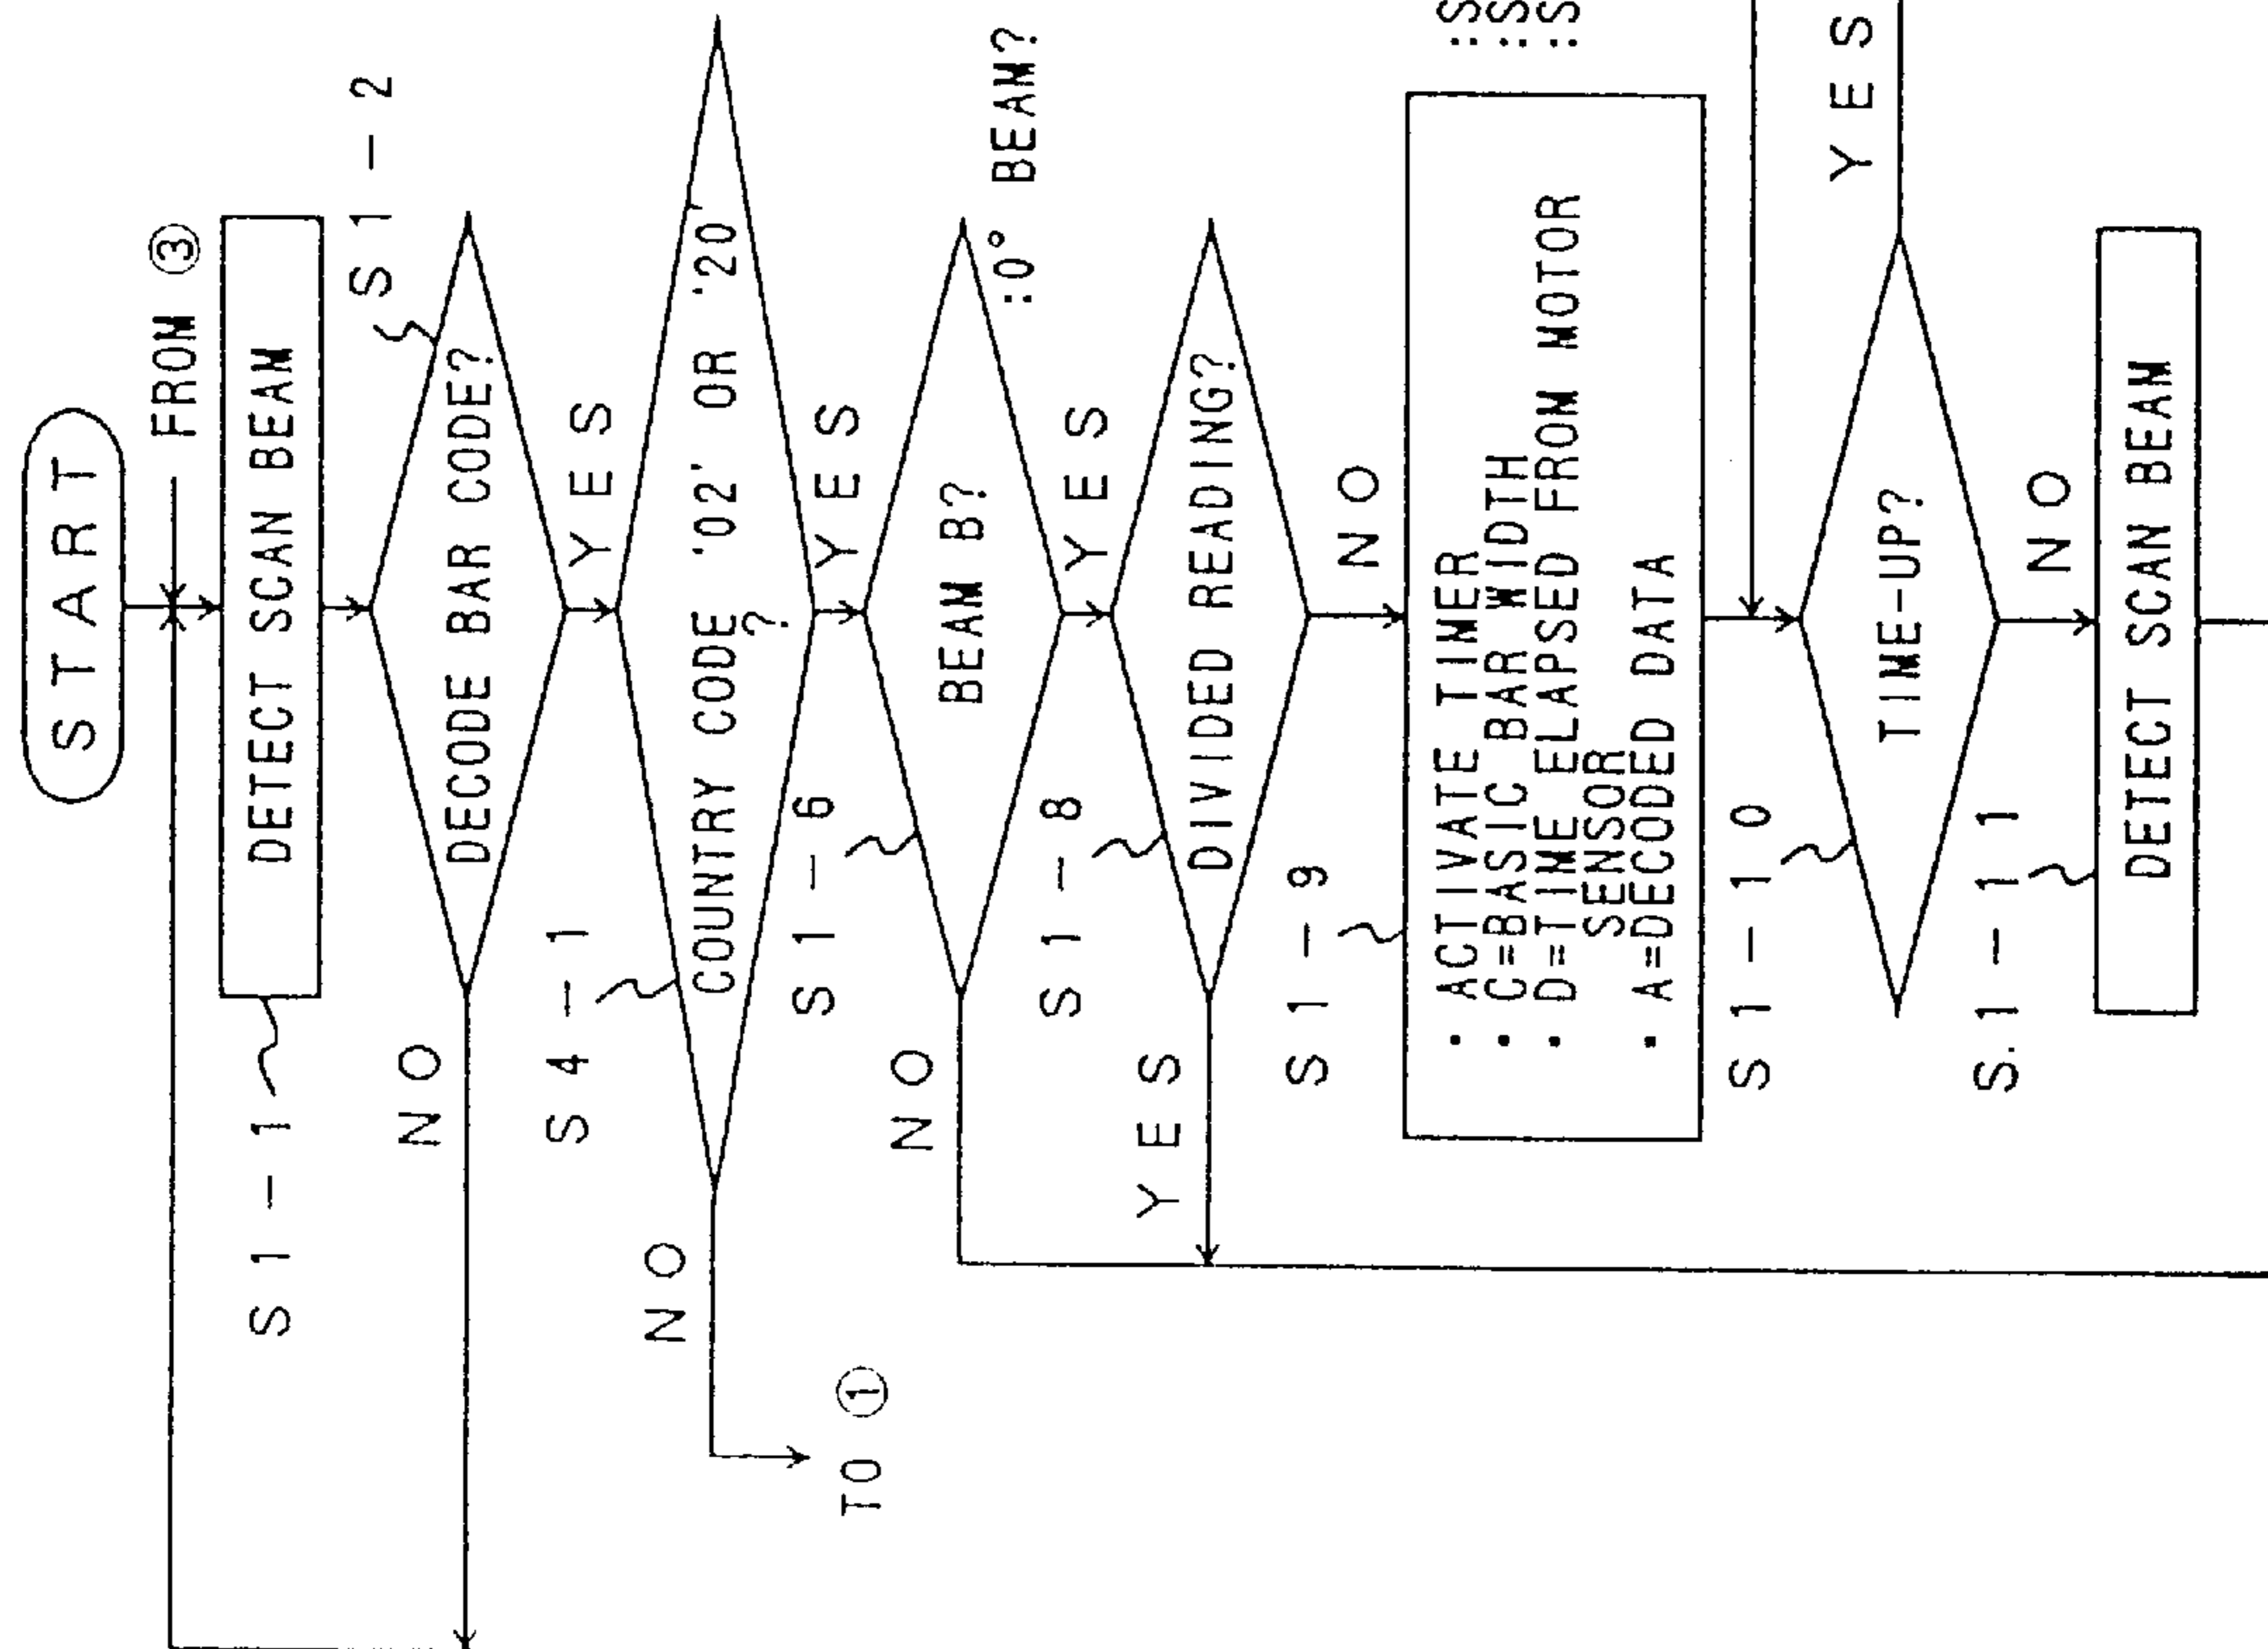 START
FROM ③
S1-1
DETECT SCAN BEAM
S1-2
DECODE BAR CODE?
NO
YES
S4-1
COUNTRY CODE '02' OR '20'
?
NO
TO ①
YES
S1-6
BEAM B?
:0° BEAM?
NO
YES
S1-8
DIVIDED READING?
YES
NO
S1-9
• ACTIVATE TIMER :S
• C=BASIC BAR WIDTH :S
• D=TIME ELAPSED FROM MOTOR :S
SENSOR
• A=DECODED DATA
S1-10
TIME-UP?
YES
NO
S.1-11
DETECT SCAN BEAM